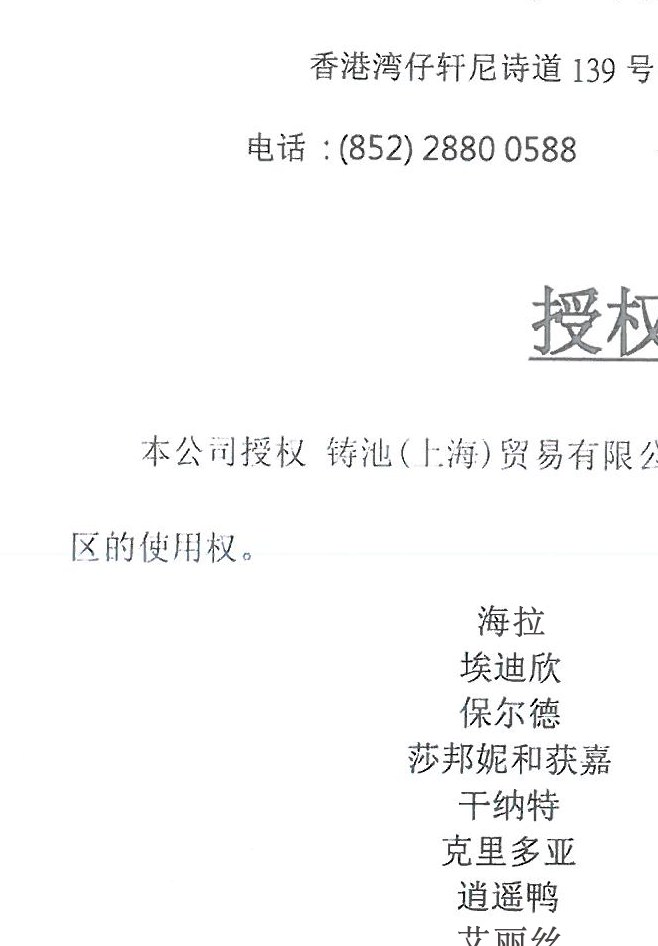 香港湾仔轩尼诗道 139 号
电话 : (852) 2880 0588
授权
本公司授权 铸池(上海)贸易有限公
区的使用权。
海拉
埃迪欣
保尔德
莎邦妮和获嘉
干纳特
克里多亚
逍遥鸭
艾丽丝